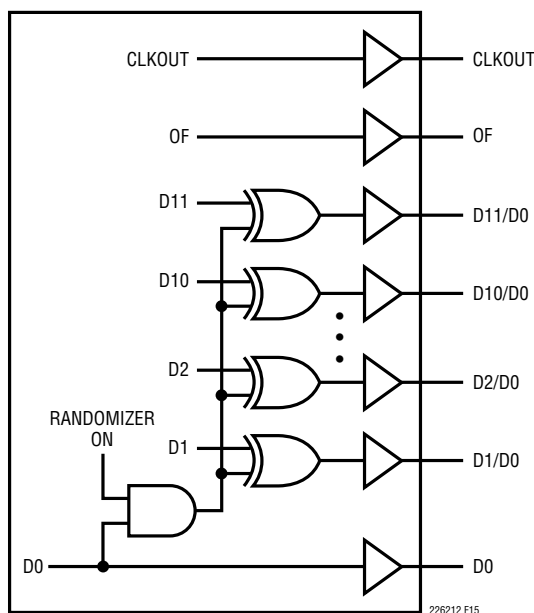 CLKOUT CLKOUT
OF OF
D11 D11/D0
D10 D10/D0
D2 D2/D0
RANDOMIZER
ON
D1 D1/D0
D0 D0
226212 F15